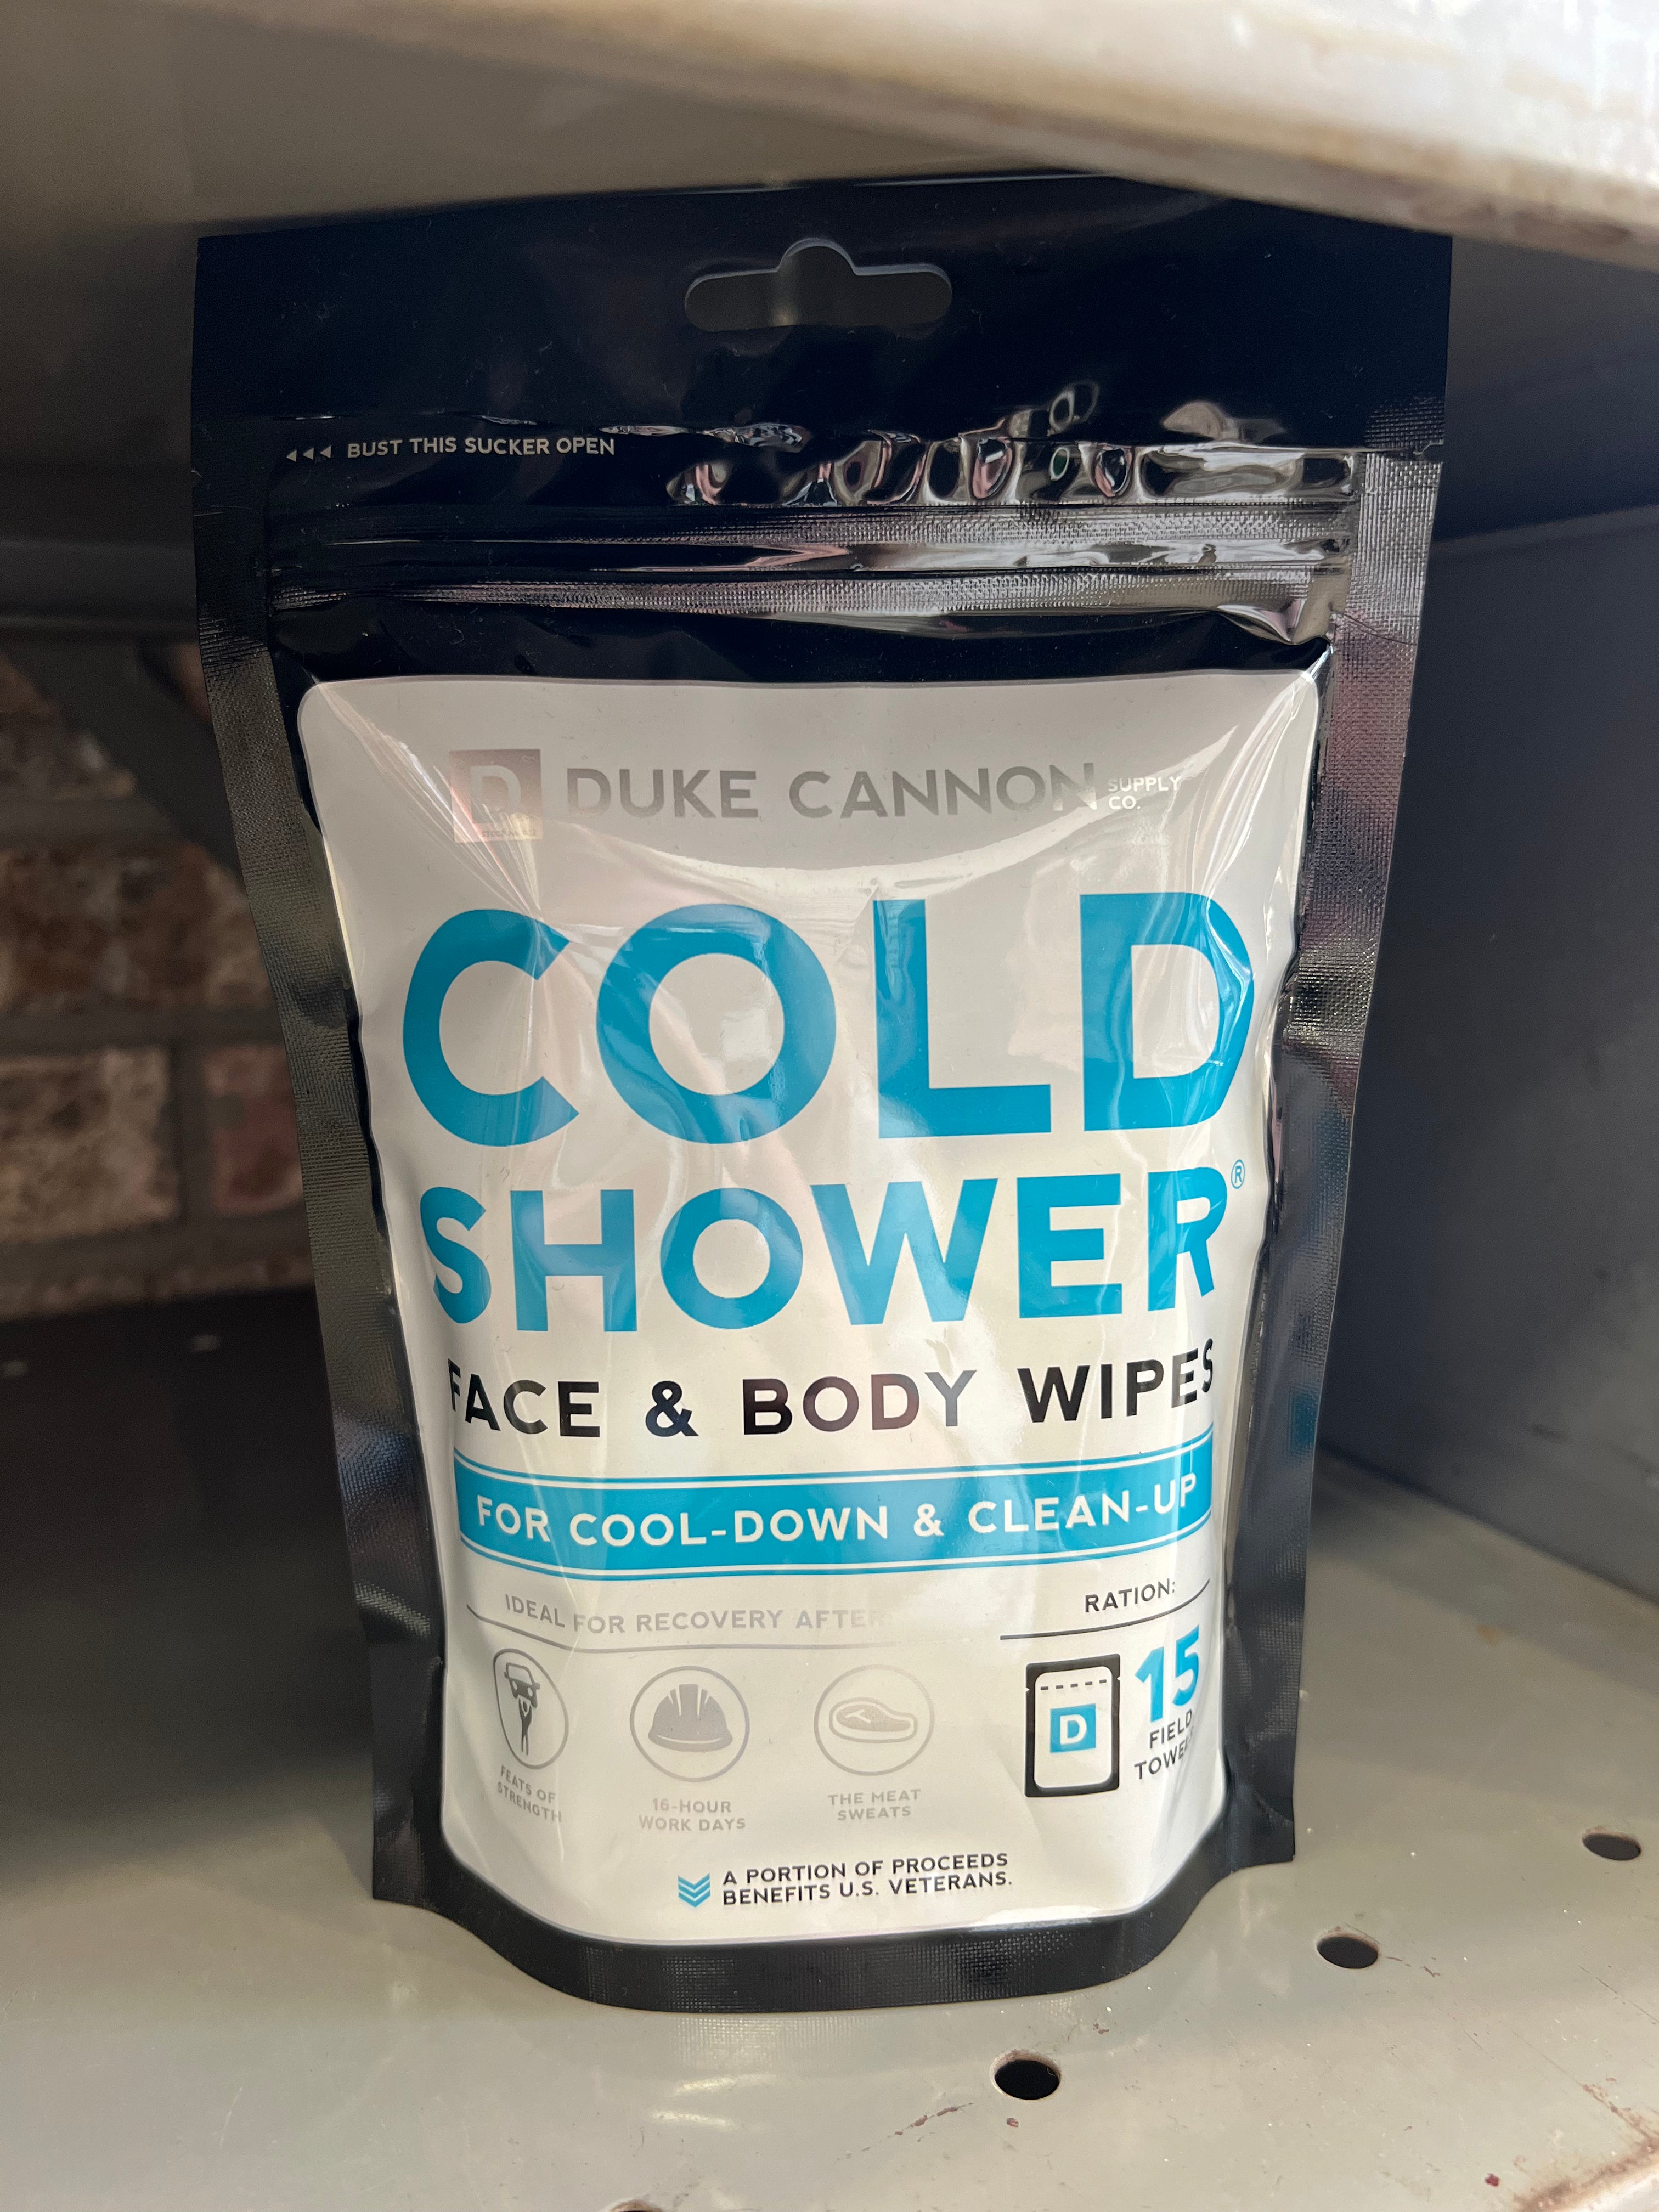 BUST THIS SUCKER OPEN
D DUKE CANNON SUPPLY CO.
COLD
SHOWER®
FACE & BODY WIPES
FOR COOL-DOWN & CLEAN-UP
IDEAL FOR RECOVERY AFTER
FEATS OF
STRENGTH
16-HOUR
WORK DAYS
THE MEAT
SWEATS
RATION:
D
15
FIELD
TOWELS
A PORTION OF PROCEEDS
BENEFITS U.S. VETERANS.